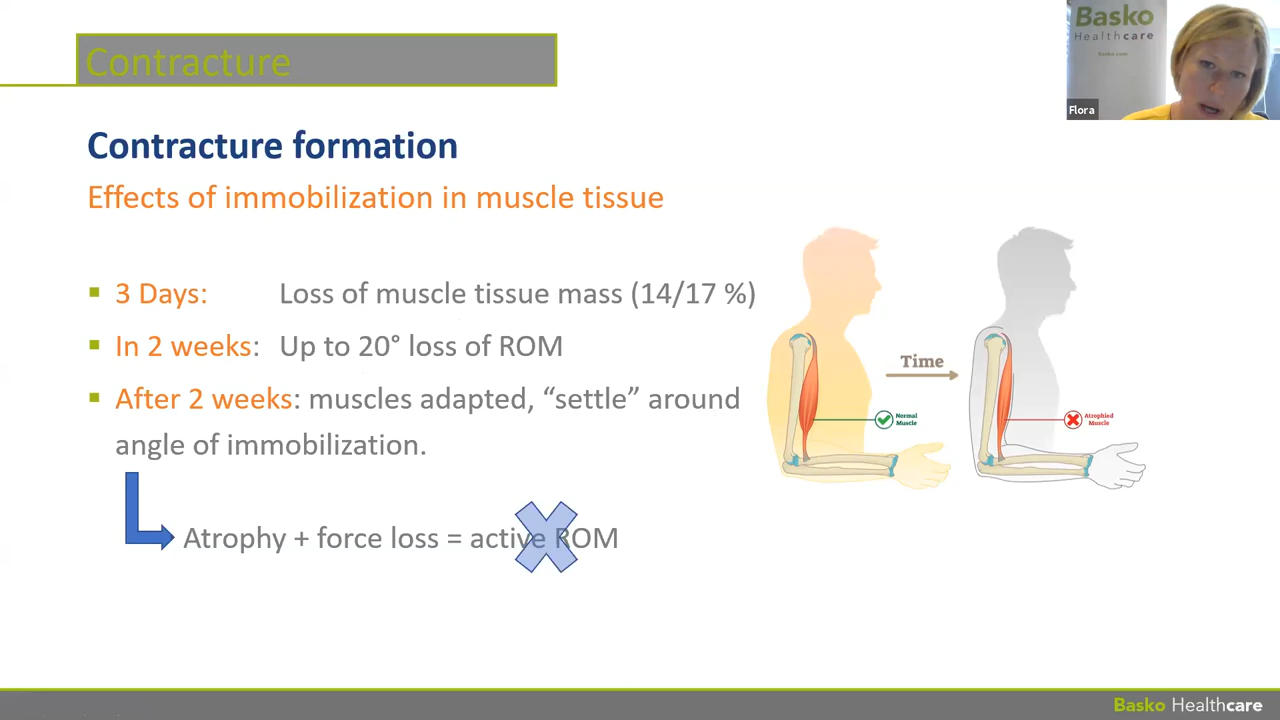 Contracture
Basko
Healthcare
basko.com
Flora
Contracture formation
Effects of immobilization in muscle tissue
3 Days: Loss of muscle tissue mass (14/17 %)
In 2 weeks: Up to 20° loss of ROM
After 2 weeks: muscles adapted, “settle” around
angle of immobilization.
Atrophy + force loss = active ROM
Time
Normal
Muscle
Atrophied
Muscle
Basko Healthcare